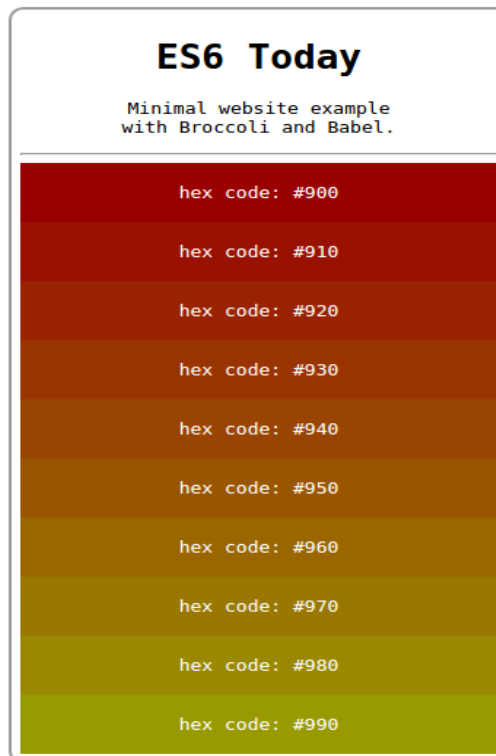 ES6 Today
Minimal website example
with Broccoli and Babel.
hex code: #900
hex code: #910
hex code: #920
hex code: #930
hex code: #940
hex code: #950
hex code: #960
hex code: #970
hex code: #980
hex code: #990